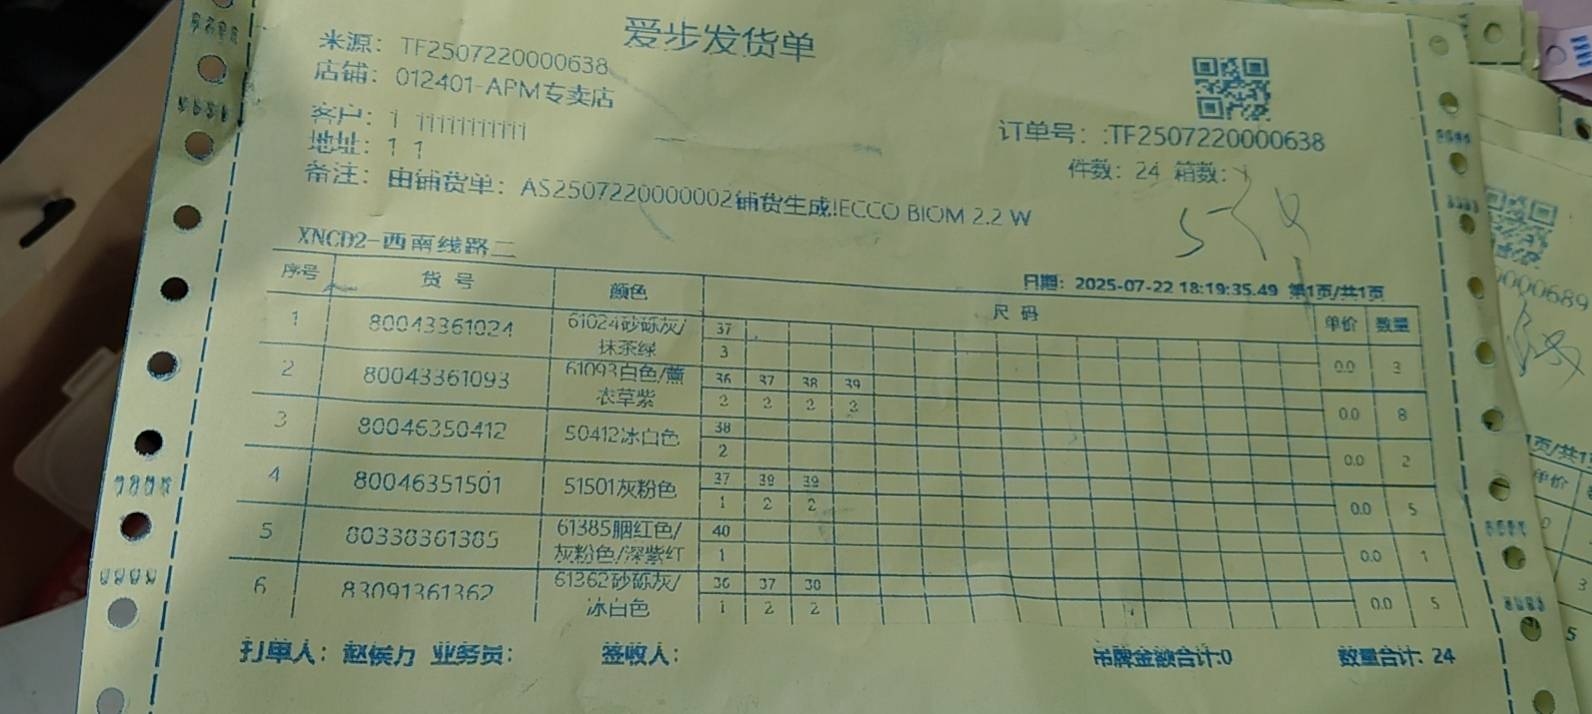 爱步发货单
来源：TF2507220000638
店铺：012401-APM专卖店
客户：1 11111111111
订单号：:TF2507220000638
地址：1 1
件数：24 箱数：1
备注：由铺货单：AS2507220000002铺货生成!ECCO BIOM 2.2 W
XNCD2-西南线路二
日期：2025-07-22 18:19:35.49 第1页/共1页
序号 货号 颜色 尺码 单价 数量
1 80043361024 61024砂砾灰/抹茶绿 37 0.0 3
3
2 80043361093 61093白色/薰衣草紫 36 37 38 39 0.0 8
2 2 2 2
3 80046350412 50412冰白色 38 0.0 2
2
4 80046351501 51501灰粉色 37 38 39 0.0 5
1 2 2
5 80338361385 61385胭红色/灰粉色/深紫红 40 0.0 1
1
6 83091361362 61362砂砾灰/冰白色 36 37 38 0.0 5
1 2 2
打单人：赵侯力 业务员： 签收人： 吊牌金额合计:0 数量合计: 24